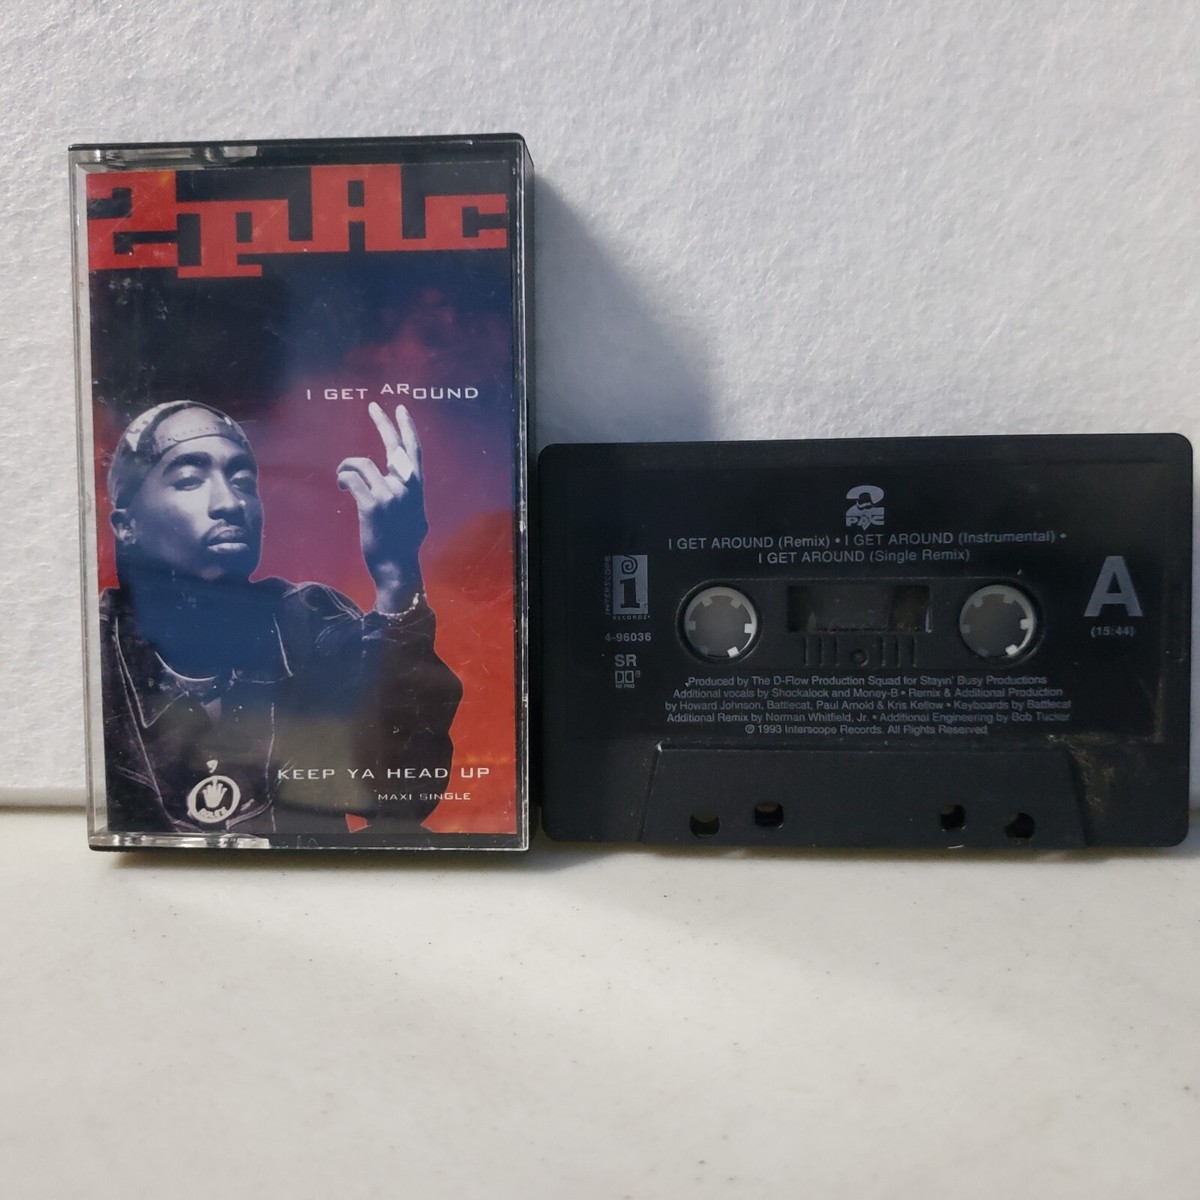 2PAC
I GET AROUND
KEEP YA HEAD UP
MAXI SINGLE
2
PAC
I GET AROUND (Remix) • I GET AROUND (Instrumental) •
I GET AROUND (Single Remix)
INTERSCOPE
i
RECORDS
4-96036
SR
A
(15:44)
Produced by The D-Flow Production Squad for Stayin' Busy Productions
Additional vocals by Shockalock and Money-B • Remix & Additional Production
by Howard Johnson, Battlecat, Paul Arnold & Kris Kellow • Keyboards by Battlecat
Additional Remix by Norman Whitfield, Jr. • Additional Engineering by Bob Tucker
℗ 1993 Interscope Records. All Rights Reserved